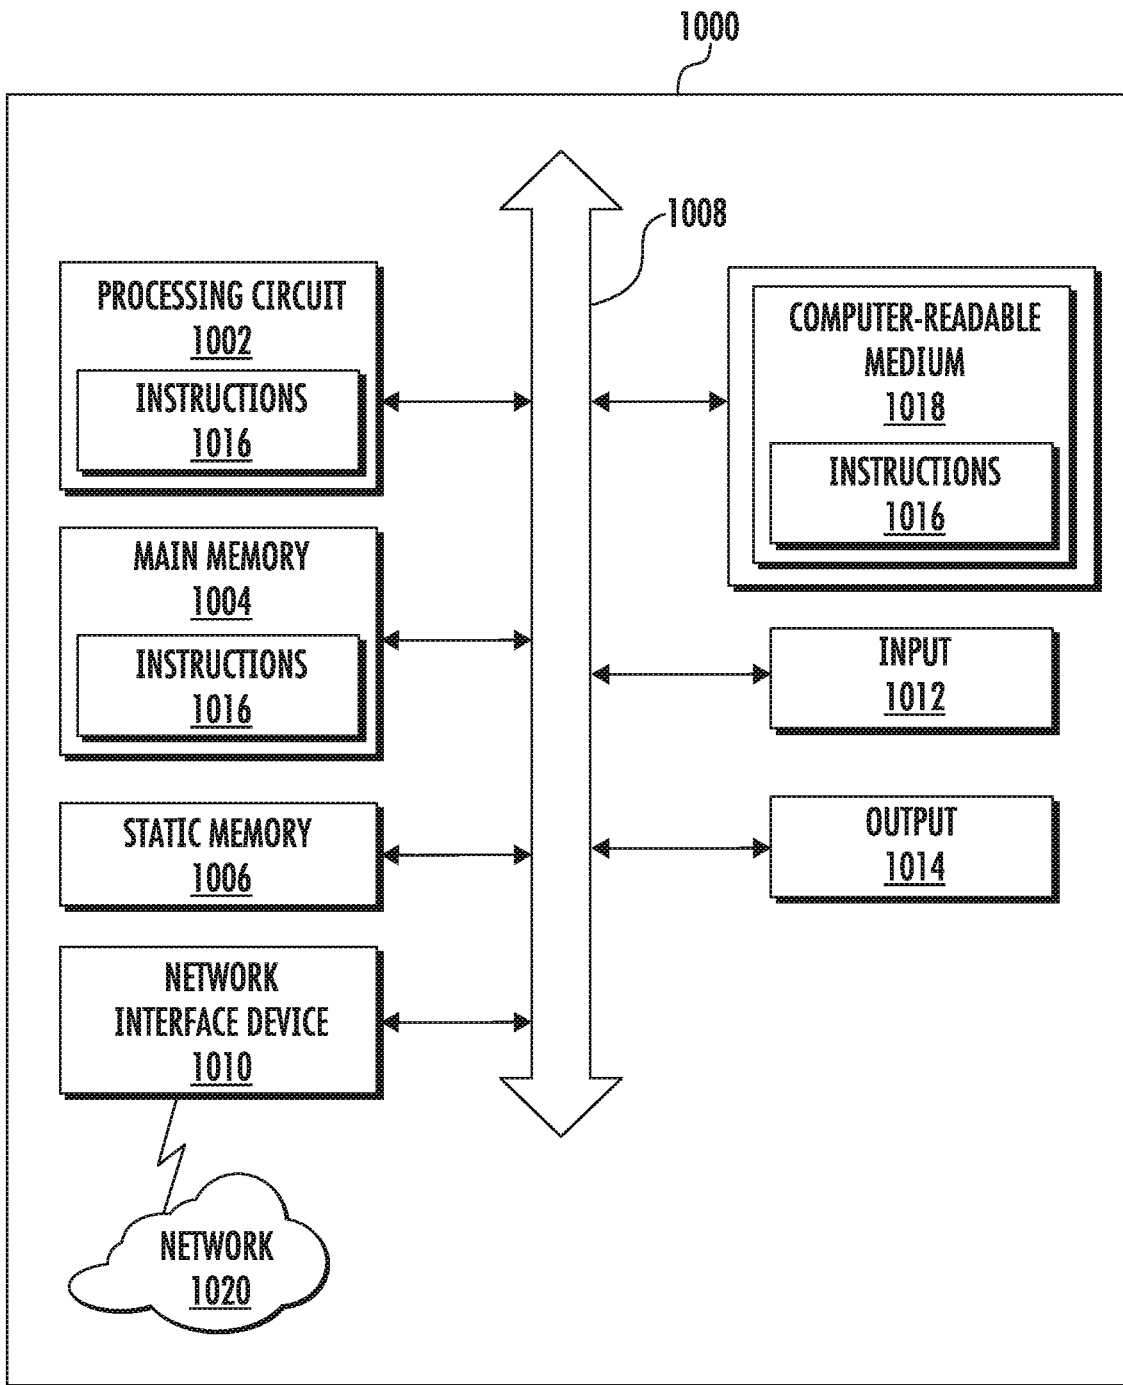 1000
1008
PROCESSING CIRCUIT
1002
INSTRUCTIONS
1016
MAIN MEMORY
1004
INSTRUCTIONS
1016
STATIC MEMORY
1006
NETWORK
INTERFACE DEVICE
1010
NETWORK
1020
COMPUTER-READABLE
MEDIUM
1018
INSTRUCTIONS
1016
INPUT
1012
OUTPUT
1014